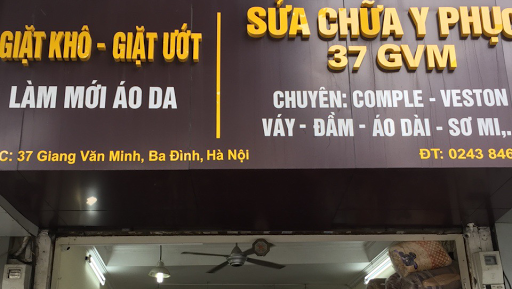 GIẶT KHÔ - GIẶT ƯỚT
LÀM MỚI ÁO DA
C: 37 Giang Văn Minh, Ba Đình, Hà Nội
SỬA CHỮA Y PHỤC
37 GVM
CHUYÊN: COMPLE - VESTON
VÁY - ĐẦM - ÁO DÀI - SƠ MI,.
ĐT: 0243 846